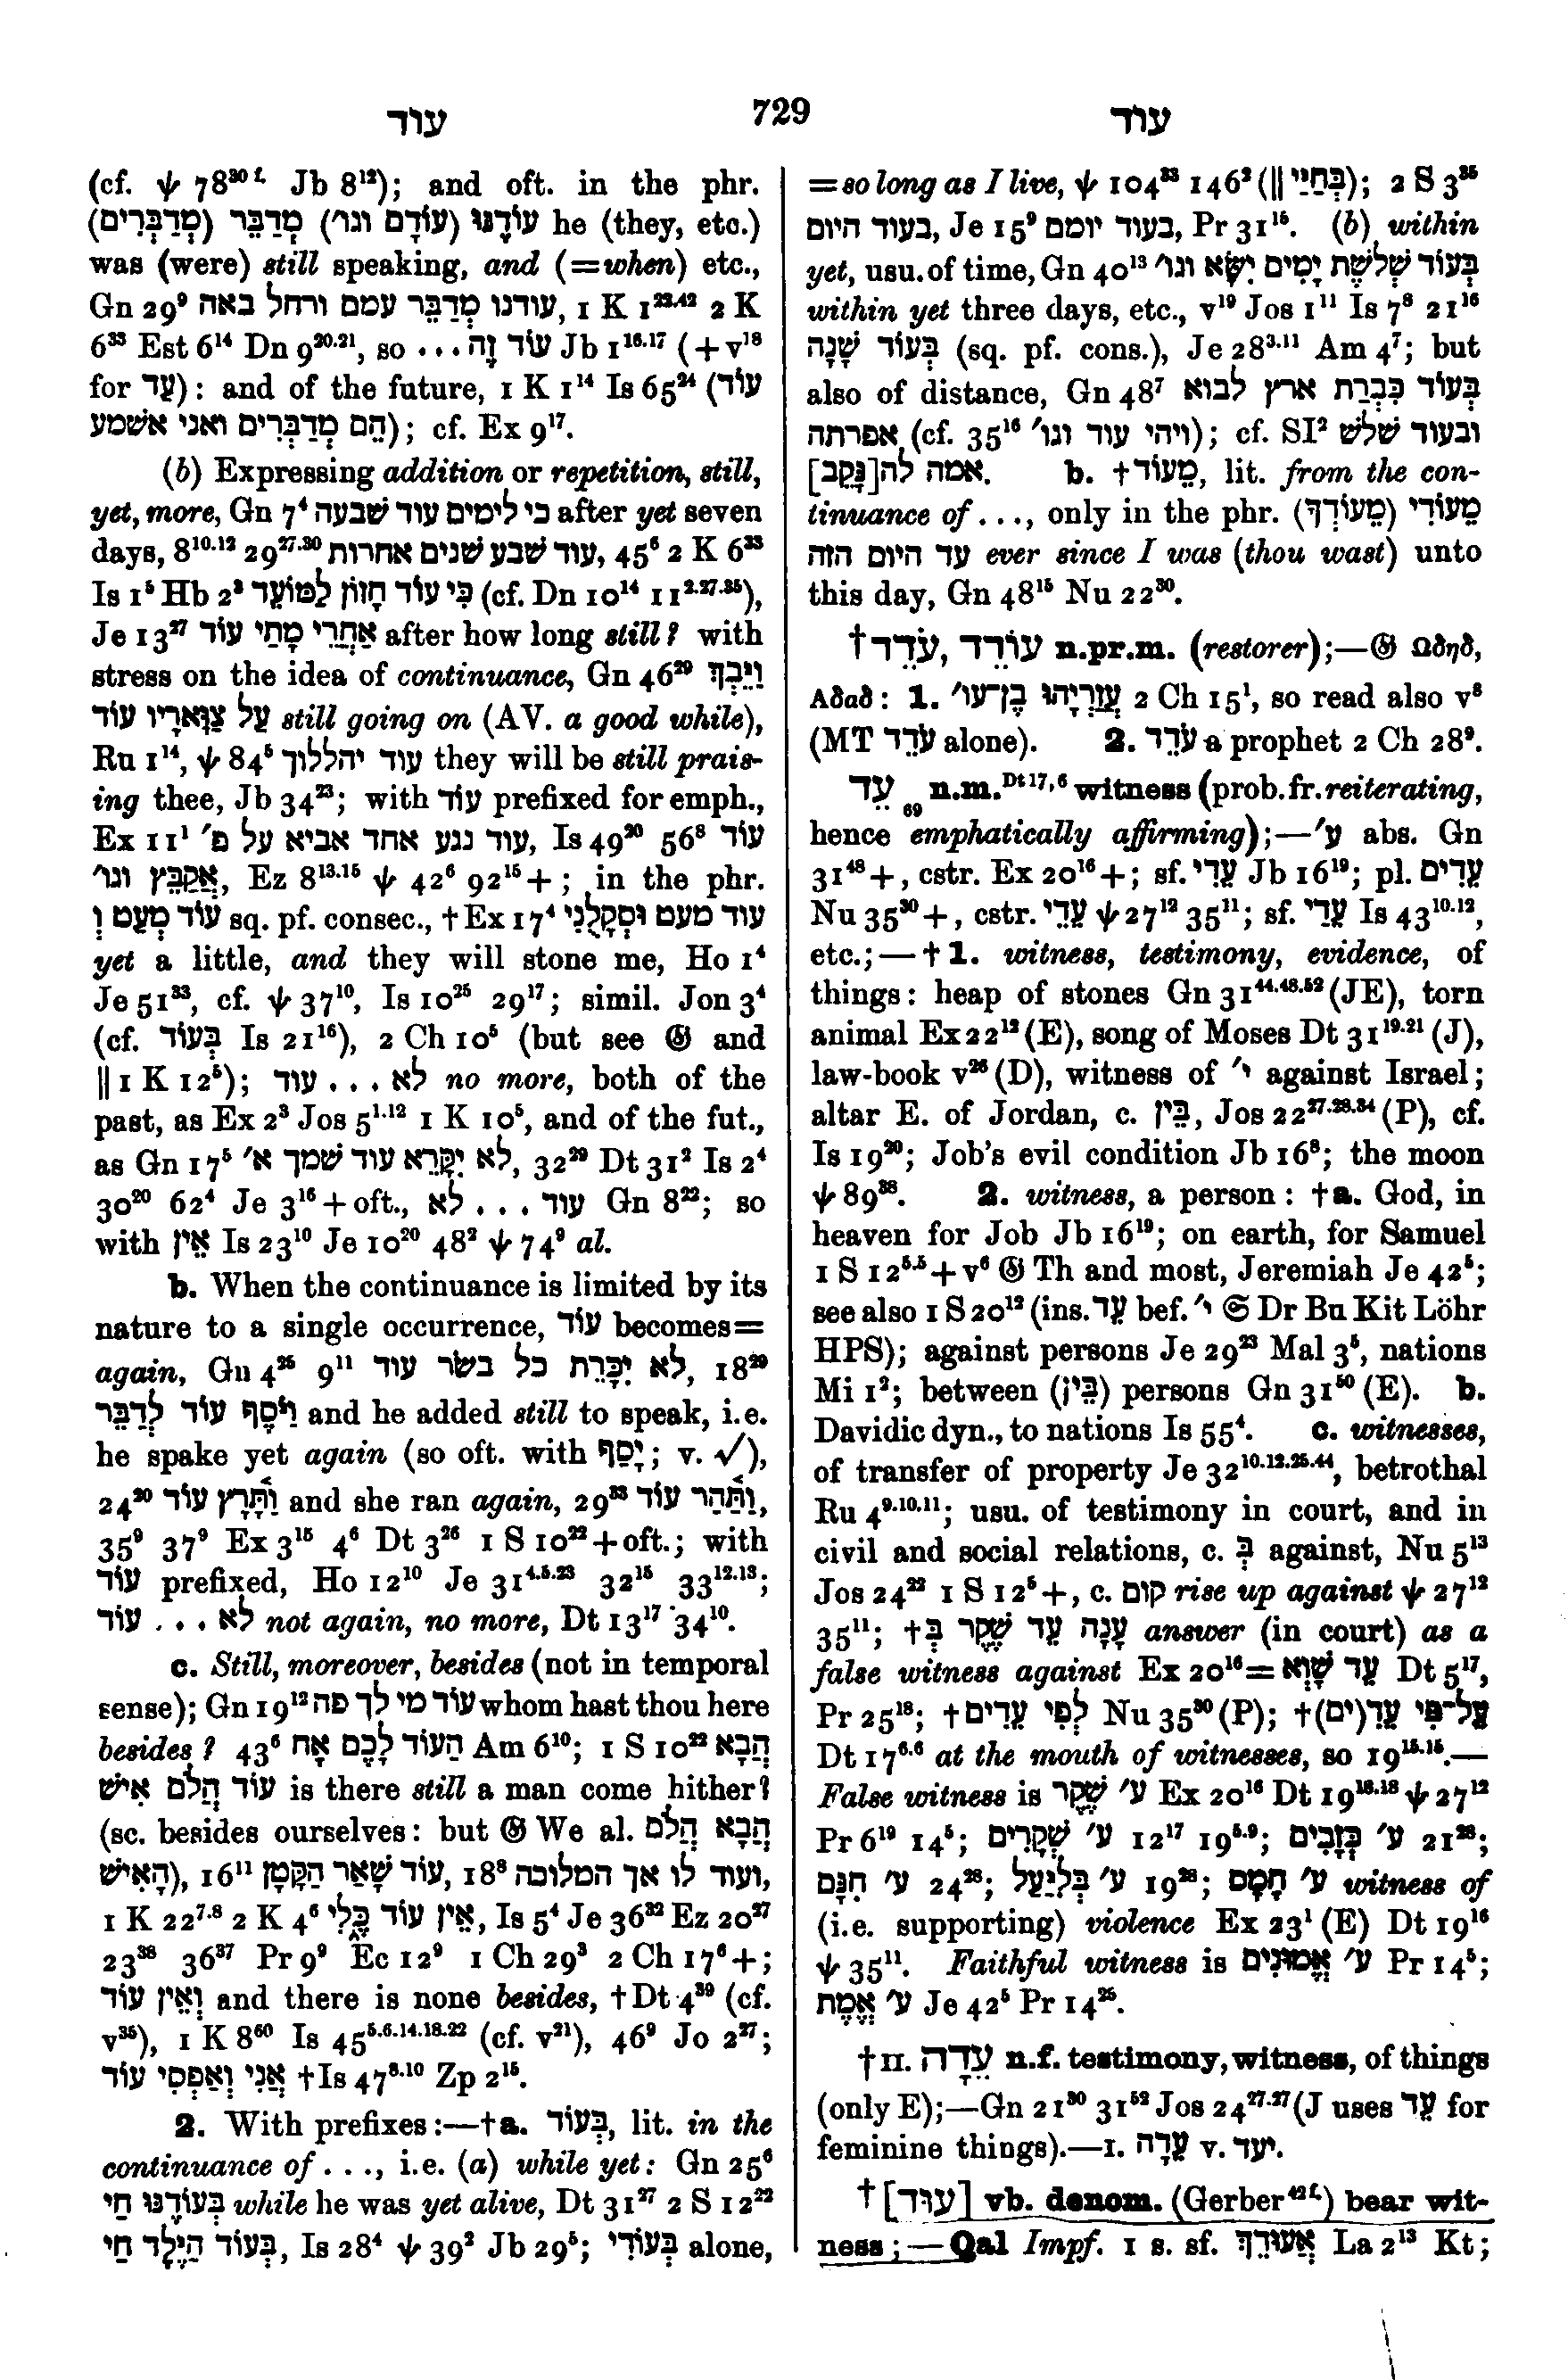 עוד
729
עוד
(cf. ψ 78³⁰ ᶠ· Jb 8¹²); and oft. in the phr.
עוֹדֶנּוּ (עוֹדָם וגו׳) מְדַבֵּר (מְדַבְּרִים) he (they, etc.)
was (were) still speaking, and (=when) etc.,
Gn 29⁹ עודנו מְדַבֵּר עמם ורחל באה, 1 K 1²²·⁴² 2 K
6³³ Est 6¹⁴ Dn 9²⁰·²¹, so עוֹד זֶה... Jb 1¹⁶·¹⁷ (+v¹⁸
for עַד): and of the future, 1 K 1¹⁴ Is 65²⁴ (עוֹד
הֵם מְדַבְּרִים ואני אשמע); cf. Ex 9¹⁷.
(b) Expressing addition or repetition, still,
yet, more, Gn 7⁴ כי לימים עוד שבעה after yet seven
days, 8¹⁰·¹² 29²⁷·³⁰ עוד שבע שנים אחרות, 45⁶ 2 K 6³³
Is 1⁵ Hb 2³ כִּי עוֹד חָזוֹן לַמּוֹעֵד (cf. Dn 10¹⁴ 11²·²⁷·³⁵),
Je 13²⁷ אַחֲרֵי מָתַי עוֹד after how long still? with
stress on the idea of continuance, Gn 46²⁹ וַיֵּבְךְּ
עַל צַוָּארָיו עוֹד still going on (AV. a good while),
Ru 1¹⁴, ψ 84⁵ עוד יהללוך they will be still prais-
ing thee, Jb 34²³; with עוֹד prefixed for emph.,
Ex 11¹ עוד נגע אחד אביא על פ׳, Is 49²⁰ 56⁸ עוֹד
אֲקַבֵּץ וגו׳, Ez 8¹³·¹⁵ ψ 42⁶ 92¹⁵+; in the phr.
עוֹד מְעַט וְ sq. pf. consec., †Ex 17⁴ עוד מעט וּסְקָלֻנִי
yet a little, and they will stone me, Ho 1⁴
Je 51³³, cf. ψ 37¹⁰, Is 10²⁵ 29¹⁷; simil. Jon 3⁴
(cf. בְּעוֹד Is 21¹⁶), 2 Ch 10⁵ (but see 𝔊 and
‖ 1 K 12⁵); לא ... עוד no more, both of the
past, as Ex 2³ Jos 5¹·¹² 1 K 10⁵, and of the fut.,
as Gn 17⁵ לא יִקָּרֵא עוד שמך א׳, 32²⁹ Dt 31² Is 2⁴
30²⁰ 62⁴ Je 3¹⁶+oft., עוד ... לא Gn 8²²; so
with אֵין Is 23¹⁰ Je 10²⁰ 48² ψ 74⁹ al.
b. When the continuance is limited by its
nature to a single occurrence, עוֹד becomes=
again, Gn 4²⁵ 9¹¹ לא יִכָּרֵת כל בשר עוד, 18²⁹
וַיֹּסֶף עוֹד לְדַבֵּר and he added still to speak, i.e.
he spake yet again (so oft. with יָסַף; v. √),
24²⁰ וַתָּרָץ עוֹד and she ran again, 29³³ וַתַּהַר עוֹד,
35⁹ 37⁹ Ex 3¹⁵ 4⁶ Dt 3²⁶ 1 S 10²²+oft.; with
עוֹד prefixed, Ho 12¹⁰ Je 31⁴·⁵·²³ 32¹⁵ 33¹²·¹³;
לא ... עוֹד not again, no more, Dt 13¹⁷ 34¹⁰.
c. Still, moreover, besides (not in temporal
sense); Gn 19¹² עוֹד מי לך פה whom hast thou here
besides? 43⁶ הַעוֹד לָכֶם אָח Am 6¹⁰; 1 S 10²² הֲבָא
עוֹד הֲלֹם אִישׁ is there still a man come hither?
(sc. besides ourselves: but 𝔊 We al. הֲבָא הֲלֹם
הָאִישׁ), 16¹¹ עוֹד שָׁאַר הַקָּטָן, 18⁸ ועוד לו אך המלוכה,
1 K 22⁷·⁸ 2 K 4⁶ אֵין עוֹד כֶּלִי, Is 5⁴ Je 36³² Ez 20²⁷
23³⁸ 36³⁷ Pr 9⁹ Ec 12⁹ 1 Ch 29³ 2 Ch 17⁶+;
וְאֵין עוֹד and there is none besides, †Dt 4³⁹ (cf.
v³⁵), 1 K 8⁶⁰ Is 45⁵·⁶·¹⁴·¹⁸·²² (cf. v²¹), 46⁹ Jo 2²⁷;
אֲנִי וְאַפְסִי עוֹד †Is 47⁸·¹⁰ Zp 2¹⁵.
2. With prefixes:—†a. בְּעוֹד, lit. in the
continuance of . . ., i.e. (a) while yet: Gn 25⁶
בְּעוֹדֶנּוּ חַי while he was yet alive, Dt 31²⁷ 2 S 12²²
בְּעוֹד הַיֶּלֶד חַי, Is 28⁴ ψ 39² Jb 29⁵; בְּעוֹדִי alone,
=so long as I live, ψ 104³³ 146² (‖ בְּחַיַּי); 2 S 3³⁵
בעוד היום, Je 15⁹ בעוד יומם, Pr 31¹⁵. (b) within
yet, usu. of time, Gn 40¹³ בְּעוֹד שְׁלֹשֶׁת יָמִים יִשָּׂא וגו׳
within yet three days, etc., v¹⁹ Jos 1¹¹ Is 7⁸ 21¹⁶
בְּעוֹד שָׁנָה (sq. pf. cons.), Je 28³·¹¹ Am 4⁷; but
also of distance, Gn 48⁷ בְּעוֹד כִּבְרַת ארץ לבוא
אפרתה (cf. 35¹⁶ ויהי עוד וגו׳); cf. SI² ובעוד שלש
אמה לה[נָּקֵב]. b. †מֵעוֹד, lit. from the con-
tinuance of . . ., only in the phr. מֵעוֹדִי (מֵעוֹדְךָ)
עד היום הזה ever since I was (thou wast) unto
this day, Gn 48¹⁵ Nu 22³⁰.
†עוֹדֵד, עֹדֵד n.pr.m. (restorer);—𝔊 Ωδηδ,
Αδαδ: 1. עֲזַרְיָהוּ בֶן־עו׳ 2 Ch 15¹, so read also v⁸
(MT עֹדֵד alone). 2. עֹדֵד a prophet 2 Ch 28⁹.
עֵד ₆₉ n.m. ᴰᵗ ¹⁷,⁶ witness (prob. fr. reiterating,
hence emphatically affirming);—ע׳ abs. Gn
31⁴⁸+, cstr. Ex 20¹⁶+; sf. עֵדִי Jb 16¹⁹; pl. עֵדִים
Nu 35³⁰+, cstr. עֵדֵי ψ 27¹² 35¹¹; sf. עֵדַי Is 43¹⁰·¹²,
etc.;—†1. witness, testimony, evidence, of
things: heap of stones Gn 31⁴⁴·⁴⁸·⁵² (JE), torn
animal Ex 22¹² (E), song of Moses Dt 31¹⁹·²¹ (J),
law-book v²⁶ (D), witness of י׳ against Israel;
altar E. of Jordan, c. בֵּין, Jos 22²⁷·²⁸·³⁴ (P), cf.
Is 19²⁰; Job's evil condition Jb 16⁸; the moon
ψ 89³⁸. 2. witness, a person: †a. God, in
heaven for Job Jb 16¹⁹; on earth, for Samuel
1 S 12⁵·⁵+v⁶ 𝔊 Th and most, Jeremiah Je 42⁵;
see also 1 S 20¹² (ins. עֵד bef. י׳ 𝔖 Dr Bu Kit Löhr
HPS); against persons Je 29²³ Mal 3⁵, nations
Mi 1²; between (בֵּין) persons Gn 31⁵⁰ (E). b.
Davidic dyn., to nations Is 55⁴. c. witnesses,
of transfer of property Je 32¹⁰·¹²·²⁵·⁴⁴, betrothal
Ru 4⁹·¹⁰·¹¹; usu. of testimony in court, and in
civil and social relations, c. בְּ against, Nu 5¹³
Jos 24²² 1 S 12⁵+, c. קום rise up against ψ 27¹²
35¹¹; †עָנָה עֵד שֶׁקֶר בְּ answer (in court) as a
false witness against Ex 20¹⁶=עֵד שָׁוְא Dt 5¹⁷,
Pr 25¹⁸; †לְפִי עֵדִים Nu 35³⁰ (P); †עַל־פִּי עֵד(ים)
Dt 17⁶·⁶ at the mouth of witnesses, so 19¹⁵·¹⁵.—
False witness is ע׳ שֶׁקֶר Ex 20¹⁶ Dt 19¹⁸·¹⁸ ψ 27¹²
Pr 6¹⁹ 14⁵; ע׳ שְׁקָרִים 12¹⁷ 19⁵·⁹; ע׳ כְּזָבִים 21²⁸;
ע׳ חִנָּם 24²⁸; ע׳ בְּלִיַּעַל 19²⁸; ע׳ חָמָס witness of
(i.e. supporting) violence Ex 23¹ (E) Dt 19¹⁶
ψ 35¹¹. Faithful witness is ע׳ אֱמוּנִים Pr 14⁵;
ע׳ אֱמֶת Je 42⁵ Pr 14²⁵.
†II. עֵדָה n.f. testimony, witness, of things
(only E);—Gn 21³⁰ 31⁵² Jos 24²⁷·²⁷ (J uses עֵד for
feminine things).—I. עֵדָה v. יעד.
†[עוּד] vb. denom. (Gerber⁴² ᶠ·) bear wit-
ness;—Qal Impf. 1 s. sf. אֲעוּדֵךְ La 2¹³ Kt;